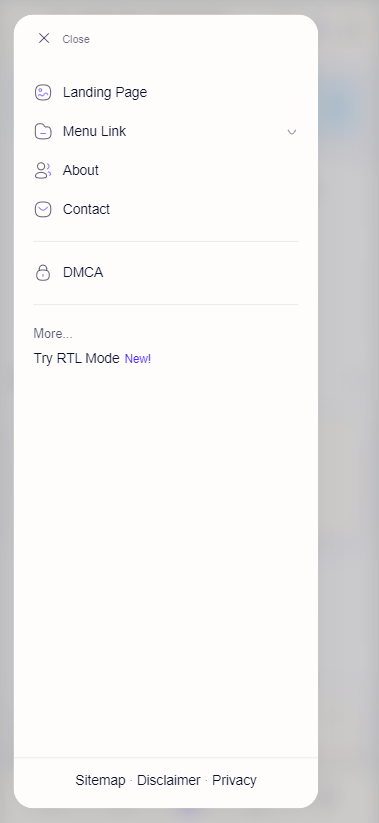 Close
Landing Page
Menu Link
About
Contact
DMCA
More...
Try RTL Mode New!
Sitemap · Disclaimer · Privacy